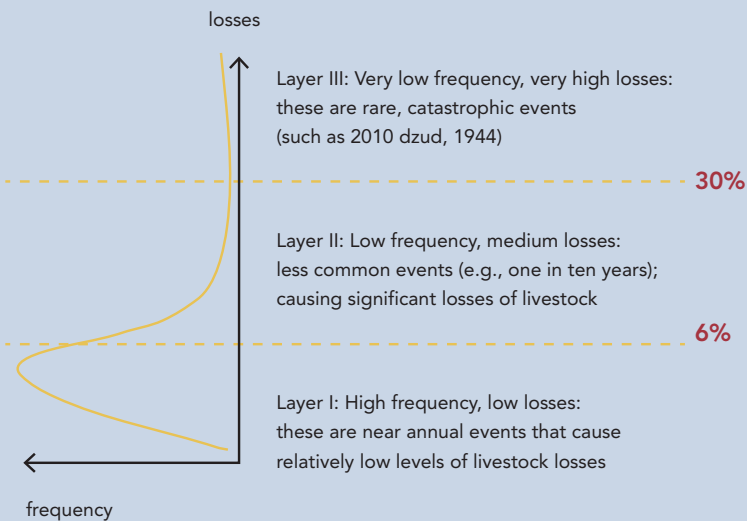 losses
Layer III: Very low frequency, very high losses:
these are rare, catastrophic events
(such as 2010 dzud, 1944)
30%
Layer II: Low frequency, medium losses:
less common events (e.g., one in ten years);
causing significant losses of livestock
6%
Layer I: High frequency, low losses:
these are near annual events that cause
relatively low levels of livestock losses
frequency